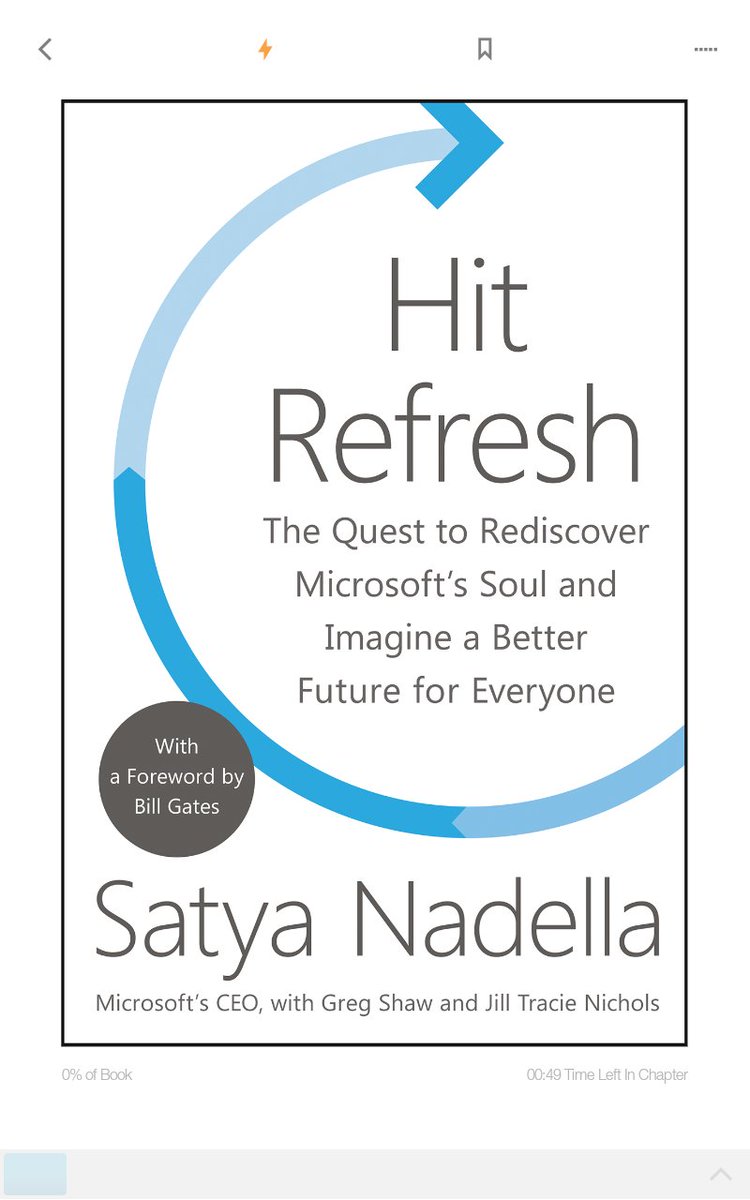 Hit
Refresh
The Quest to Rediscover
Microsoft's Soul and
Imagine a Better
Future for Everyone
With
a Foreword by
Bill Gates
Satya Nadella
Microsoft's CEO, with Greg Shaw and Jill Tracie Nichols
0% of Book
00:49 Time Left In Chapter